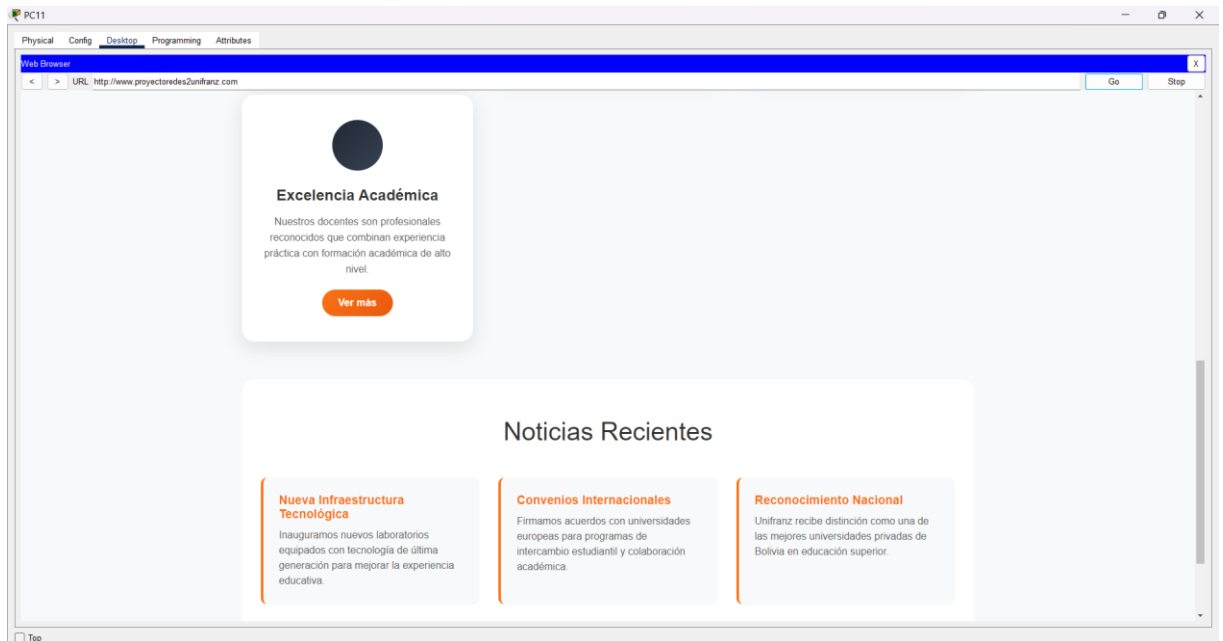 PC11
Physical Config Desktop Programming Attributes
Web Browser
X
< > URL http://www.proyectoredes2unifranz.com Go Stop
Excelencia Académica
Nuestros docentes son profesionales
reconocidos que combinan experiencia
práctica con formación académica de alto
nivel.
Ver más
Noticias Recientes
Nueva Infraestructura
Tecnológica
Inauguramos nuevos laboratorios
equipados con tecnología de última
generación para mejorar la experiencia
educativa.
Convenios Internacionales
Firmamos acuerdos con universidades
europeas para programas de
intercambio estudiantil y colaboración
académica.
Reconocimiento Nacional
Unifranz recibe distinción como una de
las mejores universidades privadas de
Bolivia en educación superior.
Top